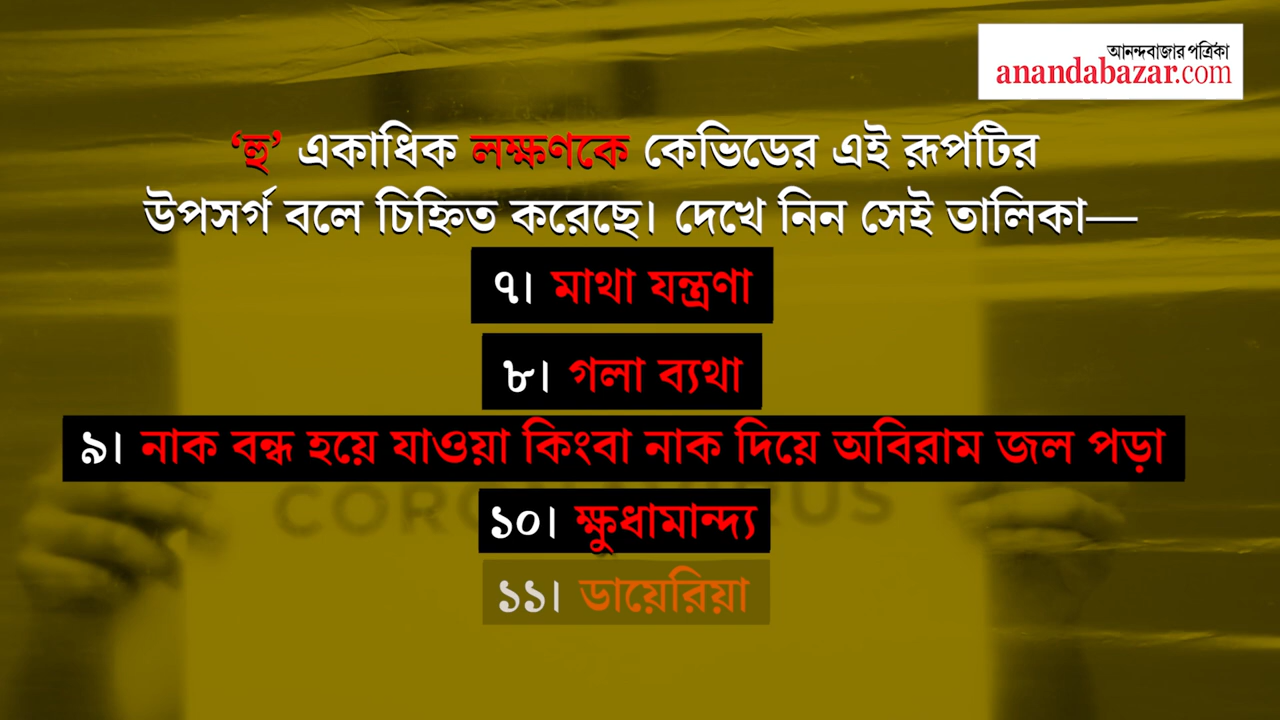 আনন্দবাজার পত্রিকা
anandabazar.com
‘হু’ একাধিক লক্ষণকে কেভিডের এই রূপটির
উপসর্গ বলে চিহ্নিত করেছে। দেখে নিন সেই তালিকা—
৭। মাথা যন্ত্রণা
৮। গলা ব্যথা
৯। নাক বন্ধ হয়ে যাওয়া কিংবা নাক দিয়ে অবিরাম জল পড়া
১০। ক্ষুধামান্দ্য
১১। ডায়েরিয়া